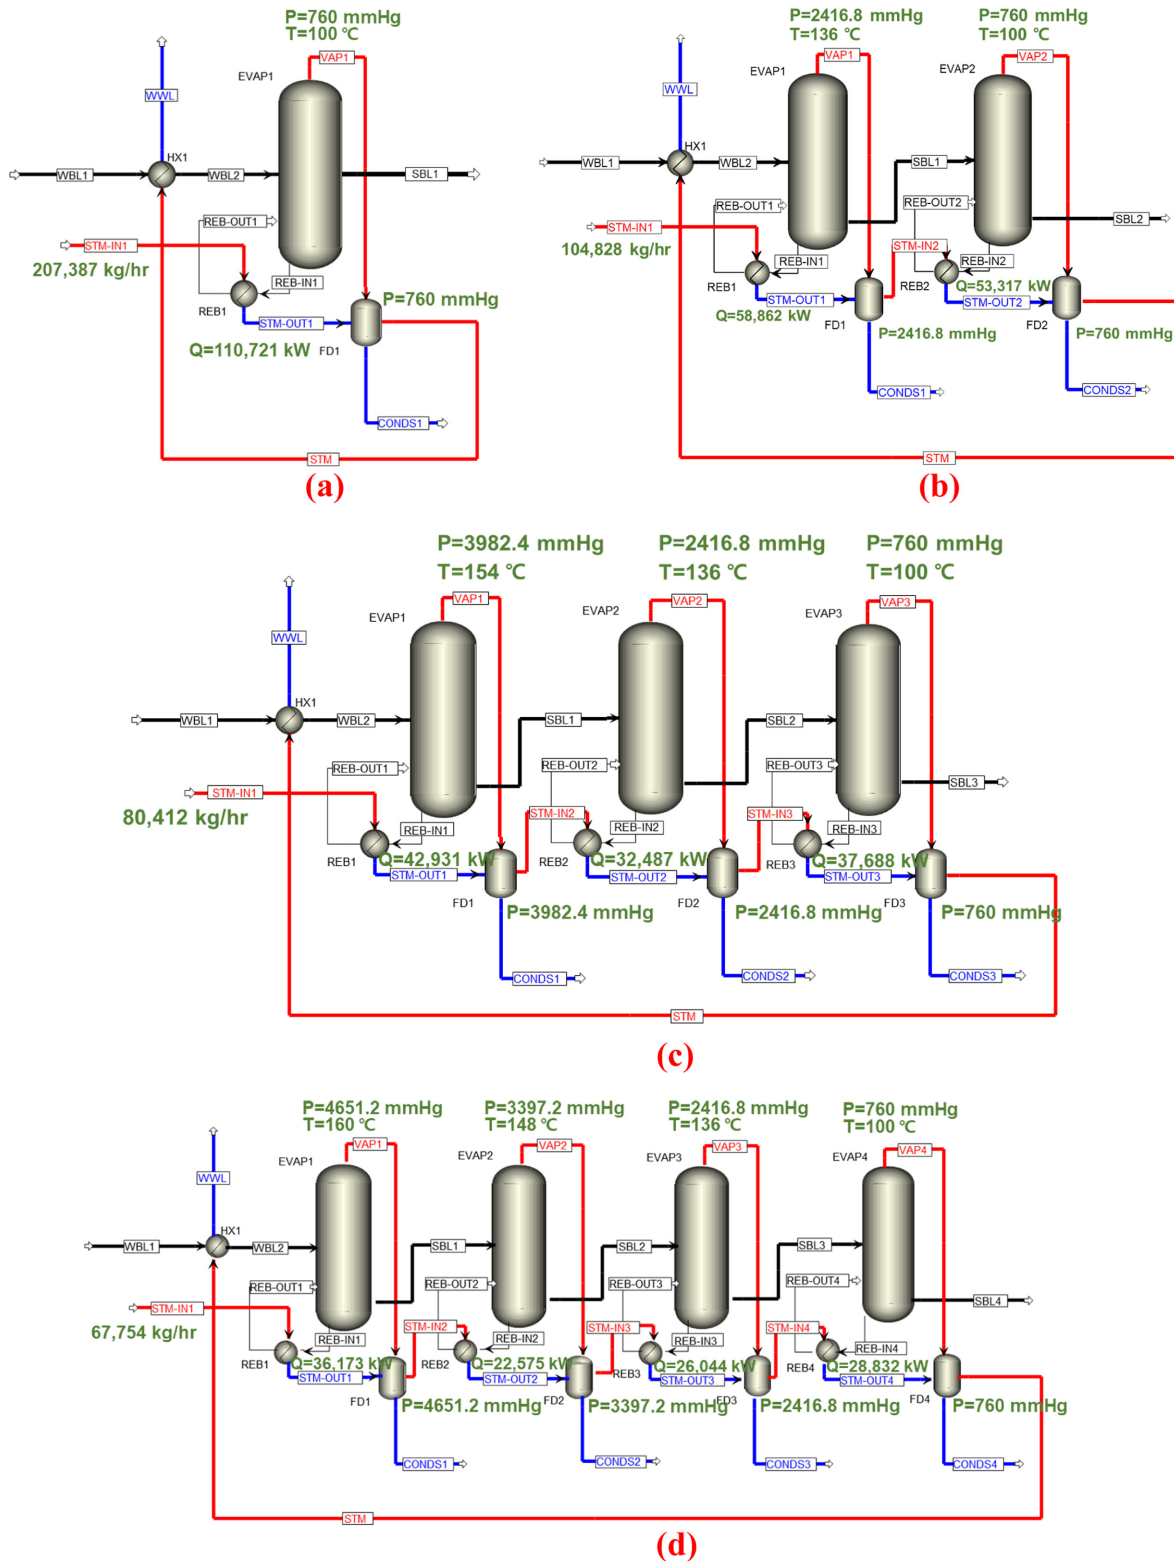 P=760 mmHg
T=100 ℃
VAP1
EVAP1
WWL
HX1
WBL1
WBL2
SBL1
REB-OUT1
STM-IN1
207,387 kg/hr
REB-IN1
REB1
P=760 mmHg
STM-OUT1
Q=110,721 kW
FD1
CONDS1
STM
(a)
P=2416.8 mmHg
T=136 ℃
P=760 mmHg
T=100 ℃
VAP1
VAP2
EVAP1
EVAP2
WWL
HX1
WBL1
WBL2
SBL1
REB-OUT1
REB-OUT2
SBL2
STM-IN1
104,828 kg/hr
STM-IN2
REB-IN1
REB-IN2
REB1
REB2
Q=53,317 kW
STM-OUT1
STM-OUT2
Q=58,862 kW
FD1
FD2
P=2416.8 mmHg
P=760 mmHg
CONDS1
CONDS2
STM
(b)
P=3982.4 mmHg
T=154 ℃
P=2416.8 mmHg
T=136 ℃
P=760 mmHg
T=100 ℃
VAP1
VAP2
VAP3
EVAP1
EVAP2
EVAP3
WWL
HX1
WBL1
WBL2
SBL1
SBL2
REB-OUT1
REB-OUT2
REB-OUT3
SBL3
STM-IN1
80,412 kg/hr
STM-IN2
STM-IN3
REB-IN1
REB-IN2
REB-IN3
REB1
REB2
REB3
Q=42,931 kW
Q=32,487 kW
Q=37,688 kW
STM-OUT1
STM-OUT2
STM-OUT3
FD1
FD2
FD3
P=3982.4 mmHg
P=2416.8 mmHg
P=760 mmHg
CONDS1
CONDS2
CONDS3
STM
(c)
P=4651.2 mmHg
T=160 ℃
P=3397.2 mmHg
T=148 ℃
P=2416.8 mmHg
T=136 ℃
P=760 mmHg
T=100 ℃
VAP1
VAP2
VAP3
VAP4
EVAP1
EVAP2
EVAP3
EVAP4
WWL
HX1
WBL1
WBL2
SBL1
SBL2
SBL3
REB-OUT1
REB-OUT2
REB-OUT3
REB-OUT4
SBL4
STM-IN1
67,754 kg/hr
STM-IN2
STM-IN3
STM-IN4
REB-IN1
REB-IN2
REB-IN3
REB-IN4
REB1
REB2
REB3
REB4
Q=36,173 kW
Q=22,575 kW
Q=26,044 kW
Q=28,832 kW
STM-OUT1
STM-OUT2
STM-OUT3
STM-OUT4
FD1
FD2
FD3
FD4
P=4651.2 mmHg
P=3397.2 mmHg
P=2416.8 mmHg
P=760 mmHg
CONDS1
CONDS2
CONDS3
CONDS4
STM
(d)